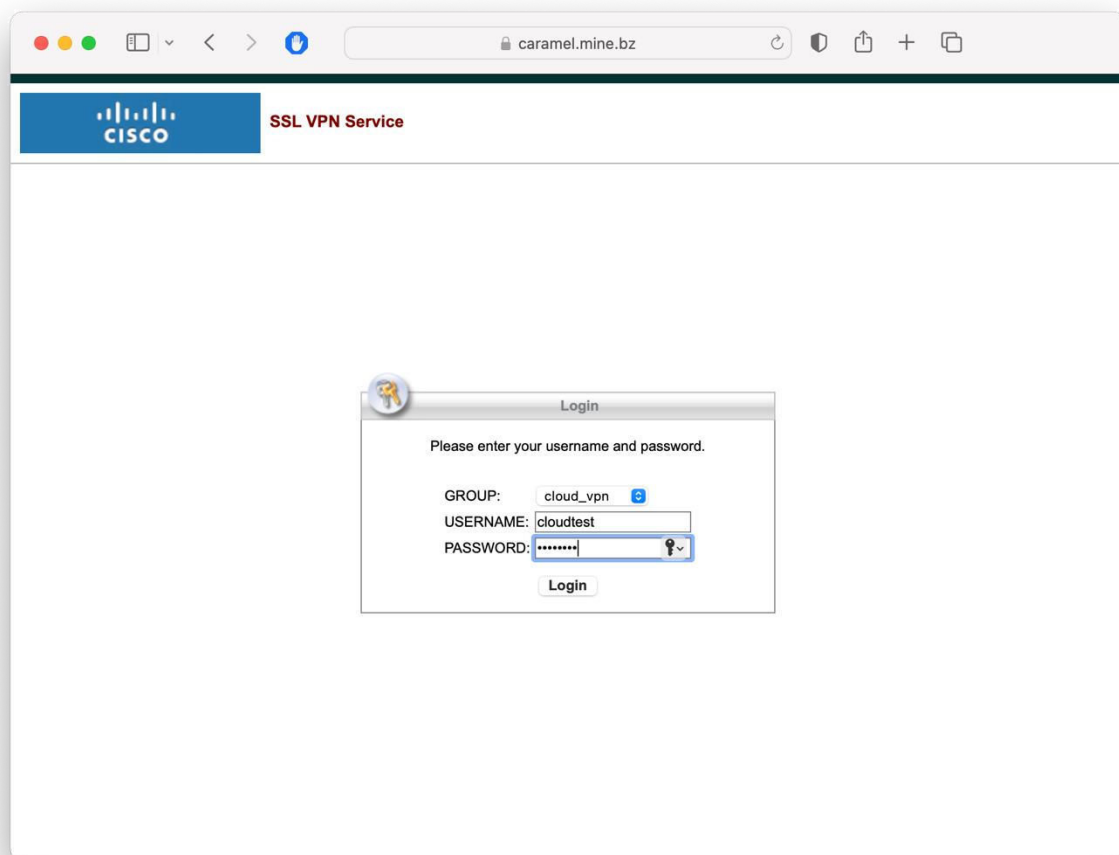 caramel.mine.bz
CISCO
SSL VPN Service
Login
Please enter your username and password.
GROUP: cloud_vpn
USERNAME: cloudtest
PASSWORD: ••••••••
Login